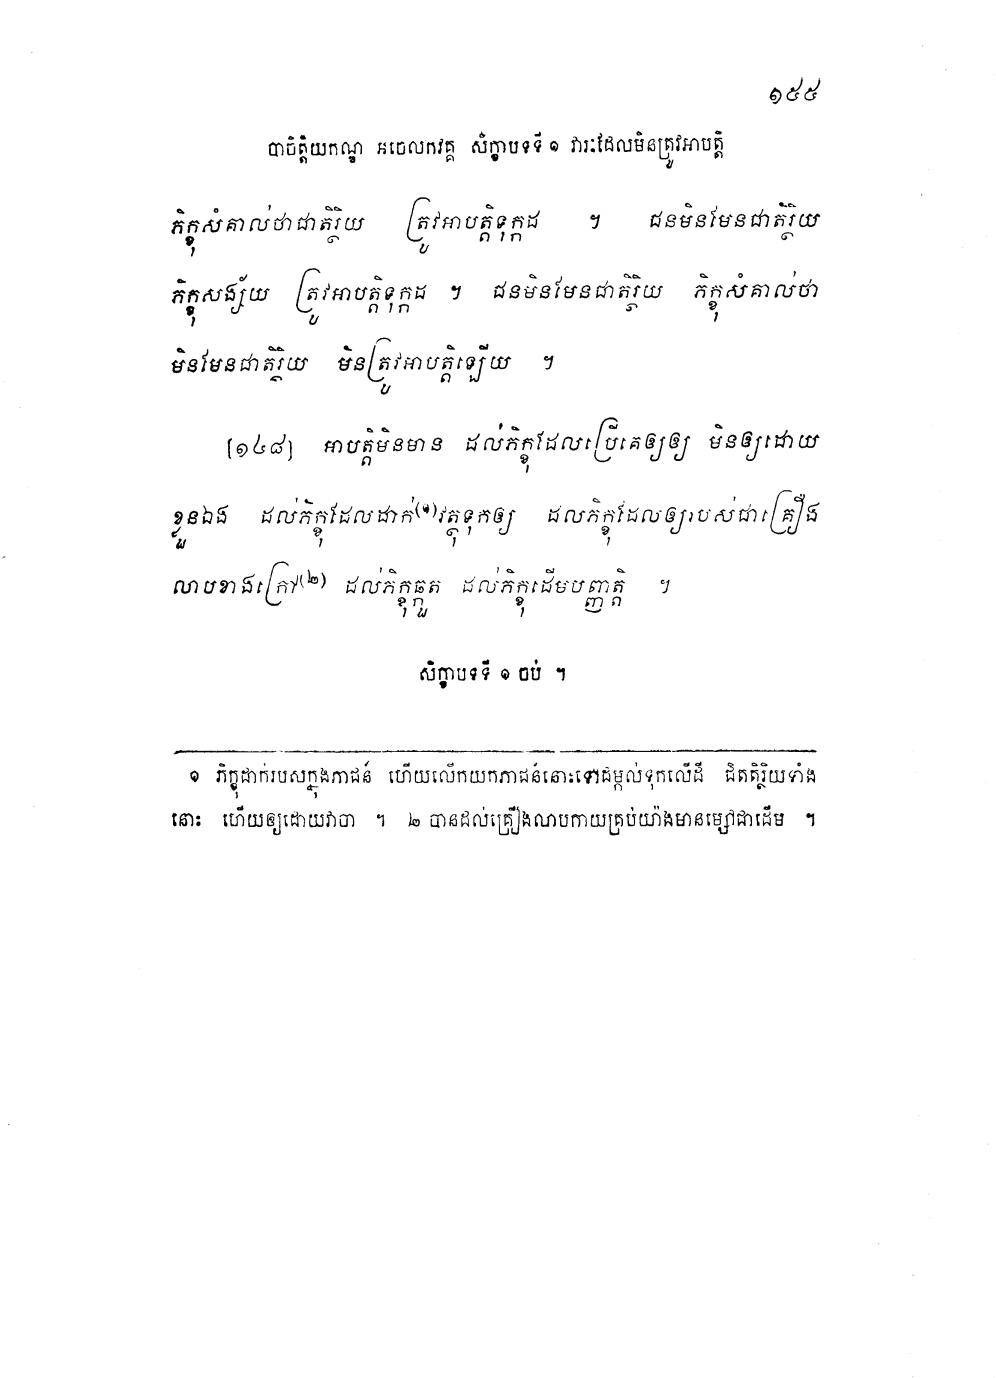 ១៥៥
បាចិត្តិយកណ្ឌ អចេលកវគ្គ សិក្ខាបទទី ១ វារៈដែលមិនត្រូវអាបត្តិ
ភិក្ខុសំគាល់ថាជាតិរ្ថិយ ត្រូវអាបត្តិទុក្កដ ។ ជនមិនមែនជាតិរ្ថិយ
ភិក្ខុសង្ស័យ ត្រូវអាបត្តិទុក្កដ ។ ជនមិនមែនជាតិរ្ថិយ ភិក្ខុសំគាល់ថា
មិនមែនជាតិរ្ថិយ មិនត្រូវអាបត្តិឡើយ ។
[១៤៨] អាបត្តិមិនមាន ដល់ភិក្ខុដែលប្រើគេឲ្យឲ្យ មិនឲ្យដោយ
ខ្លួនឯង ដល់ភិក្ខុដែលដាក់(១)វត្ថុទុកឲ្យ ដលភិក្ខុដែលឲ្យរបស់ជាគ្រឿង
លាបខាងក្រៅ(២) ដល់ភិក្ខុឆ្កួត ដល់ភិក្ខុដើមបញ្ញត្តិ ។
សិក្ខាបទទី ១ ចប់ ។
១ ភិក្ខុដាក់របស់ក្នុងភាជន៍ ហើយលើកយកភាជន៍នោះទៅដម្កល់ទុកលើដី ជិតតិរ្ថិយទាំង
នោះ ហើយឲ្យដោយវាចា ។ ២ បានដល់គ្រឿងលាបកាយគ្រប់យ៉ាងមានម្សៅជាដើម ។